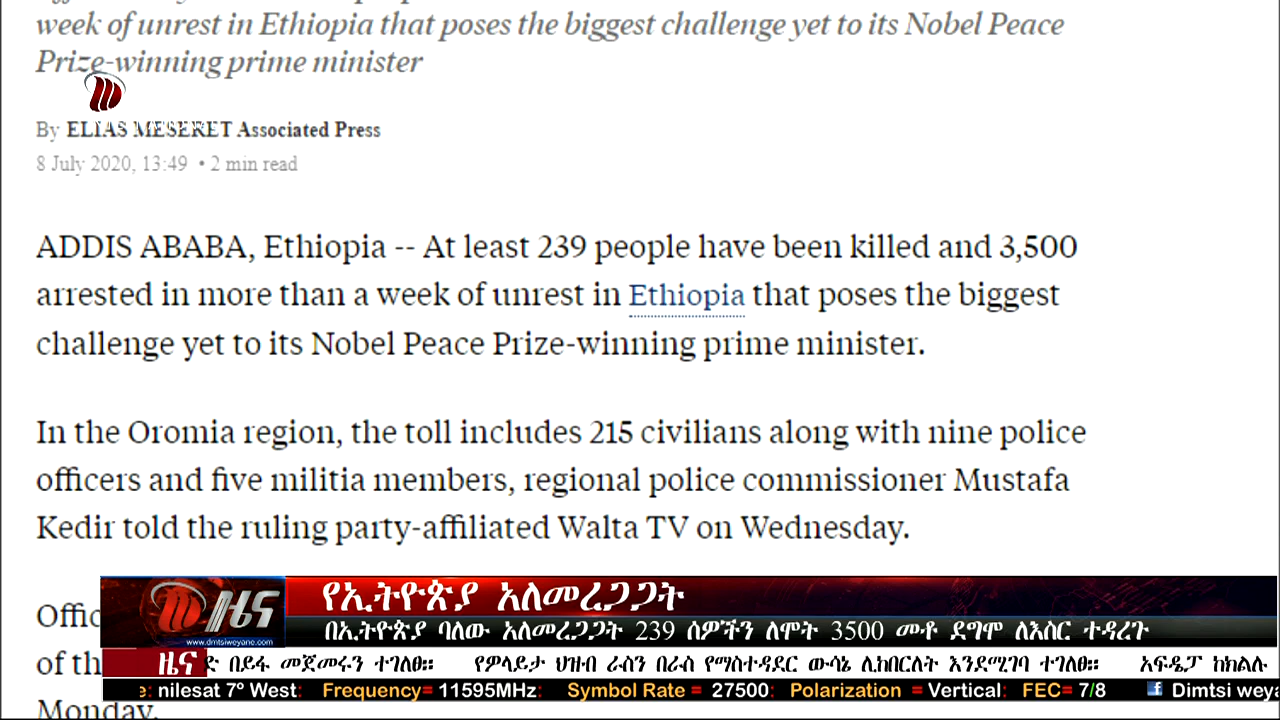 week of unrest in Ethiopia that poses the biggest challenge yet to its Nobel Peace
Prize-winning prime minister
By ELIAS MESERET Associated Press
8 July 2020, 13:49 • 2 min read
ADDIS ABABA, Ethiopia -- At least 239 people have been killed and 3,500
arrested in more than a week of unrest in Ethiopia that poses the biggest
challenge yet to its Nobel Peace Prize-winning prime minister.
In the Oromia region, the toll includes 215 civilians along with nine police
officers and five militia members, regional police commissioner Mustafa
Kedir told the ruling party-affiliated Walta TV on Wednesday.
of th
Monday.
ዜና
www.dmtsiweyane.com
የኢትዮጵያ አለመረጋጋት
በኢትዮጵያ ባለው አለመረጋጋት 239 ሰዎችን ለሞት 3500 መቶ ደግሞ ለእስር ተዳረጉ
ዜና ድ በይፋ መጀመሩን ተገለፀ። የዎላይታ ህዝብ ራስን በራስ የማስተዳደር ውሳኔ ሊከበርለት እንደሚገባ ተገለፀ። አፍዴፓ ከክልሉ
e: nilesat 7º West: Frequency= 11595MHz: Symbol Rate = 27500: Polarization = Vertical: FEC= 7/8 Dimtsi weya